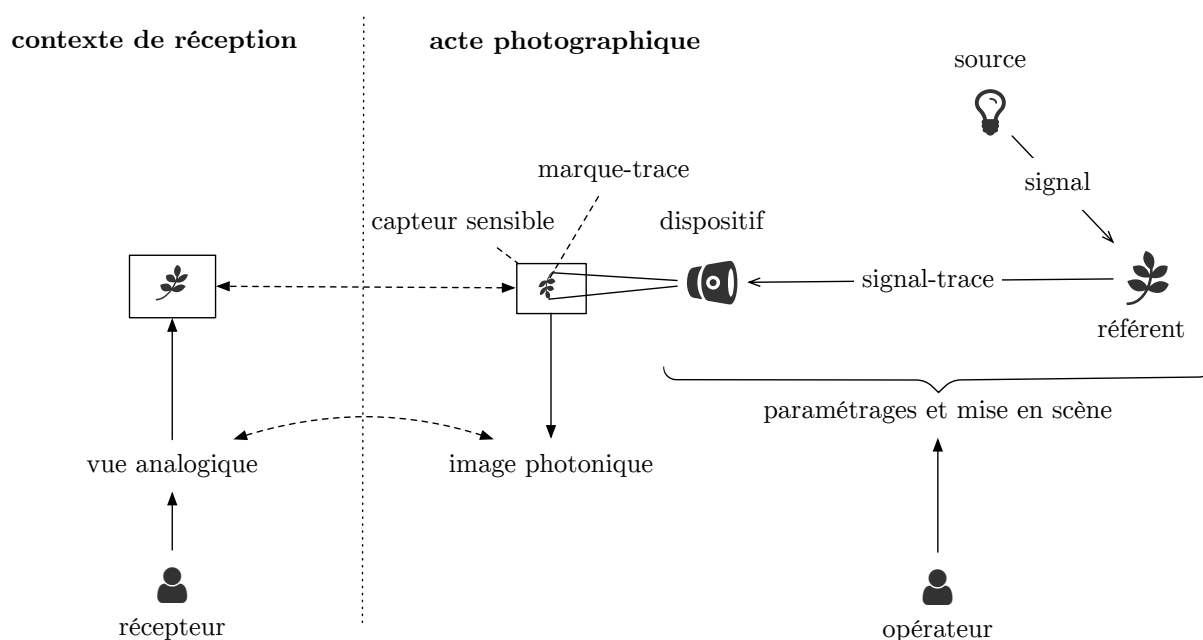 contexte de réception
acte photographique
source
marque-trace
signal
capteur sensible
dispositif
signal-trace
référent
paramétrages et mise en scène
vue analogique
image photonique
récepteur
opérateur